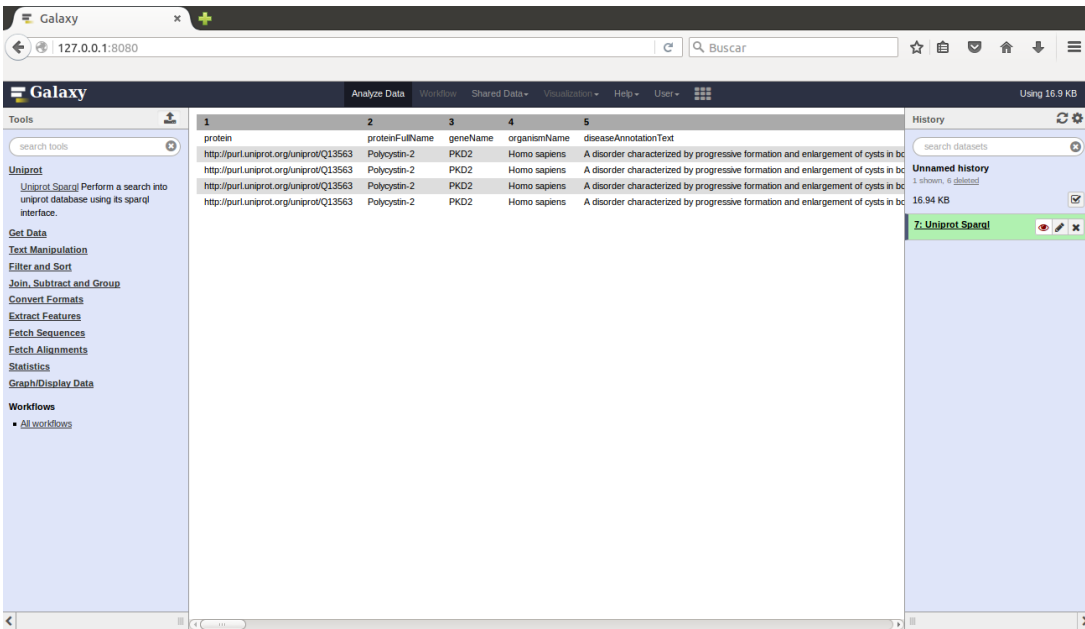 Galaxy
127.0.0.1:8080
Buscar
Galaxy
Analyze Data Workflow Shared Data Visualization Help User
Using 16.9 KB
Tools
search tools
Uniprot
Uniprot Sparql Perform a search into
uniprot database using its sparql
interface.
Get Data
Text Manipulation
Filter and Sort
Join, Subtract and Group
Convert Formats
Extract Features
Fetch Sequences
Fetch Alignments
Statistics
Graph/Display Data
Workflows
All workflows
1 2 3 4 5
protein proteinFullName geneName organismName diseaseAnnotationText
http://purl.uniprot.org/uniprot/Q13563 Polycystin-2 PKD2 Homo sapiens A disorder characterized by progressive formation and enlargement of cysts in bo
http://purl.uniprot.org/uniprot/Q13563 Polycystin-2 PKD2 Homo sapiens A disorder characterized by progressive formation and enlargement of cysts in bo
http://purl.uniprot.org/uniprot/Q13563 Polycystin-2 PKD2 Homo sapiens A disorder characterized by progressive formation and enlargement of cysts in bo
http://purl.uniprot.org/uniprot/Q13563 Polycystin-2 PKD2 Homo sapiens A disorder characterized by progressive formation and enlargement of cysts in bo
History
search datasets
Unnamed history
1 shown, 6 deleted
16.94 KB
7: Uniprot Sparql